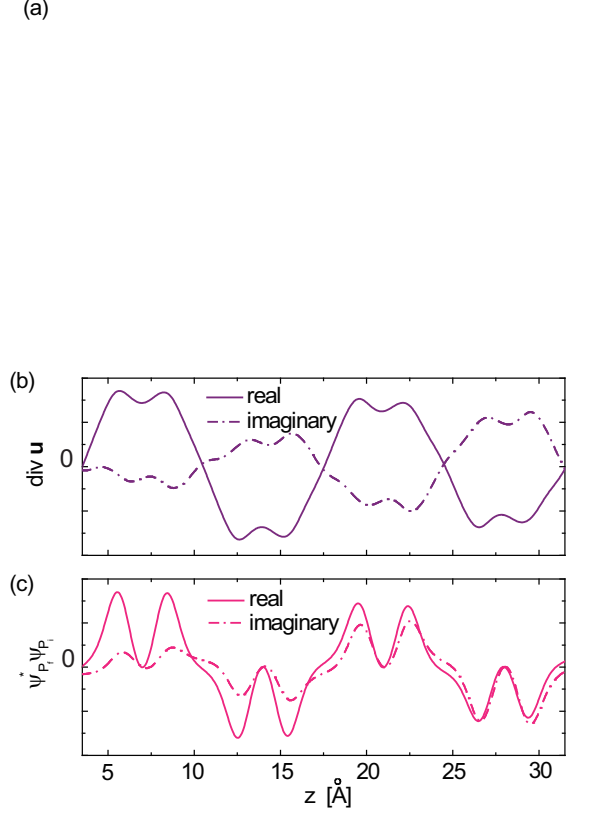 (a)
(b)
real
imaginary
div u
0
(c)
real
imaginary
ψ*Pf ψPi
0
5 10 15 20 25 30
z [Å]